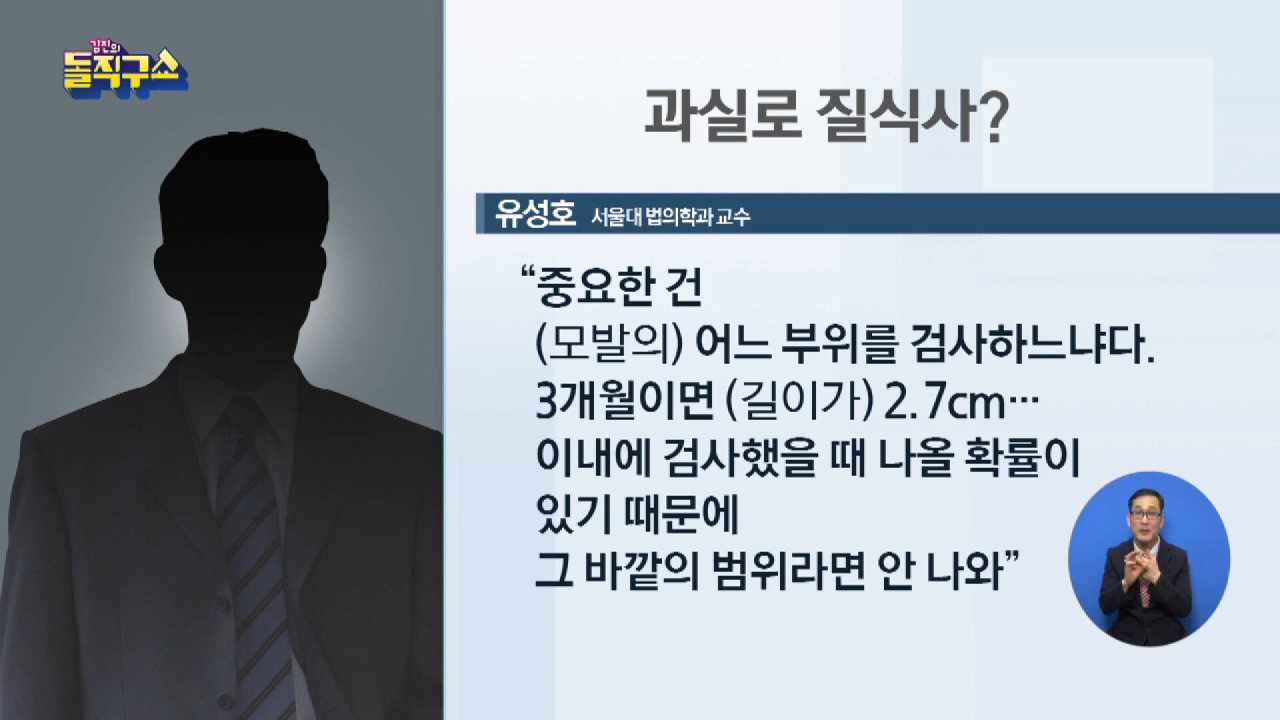 김진의
돌직구쇼
과실로 질식사?
유성호 서울대 법의학과 교수
“중요한 건
(모발의) 어느 부위를 검사하느냐다.
3개월이면 (길이가) 2.7cm…
이내에 검사했을 때 나올 확률이
있기 때문에
그 바깥의 범위라면 안 나와”